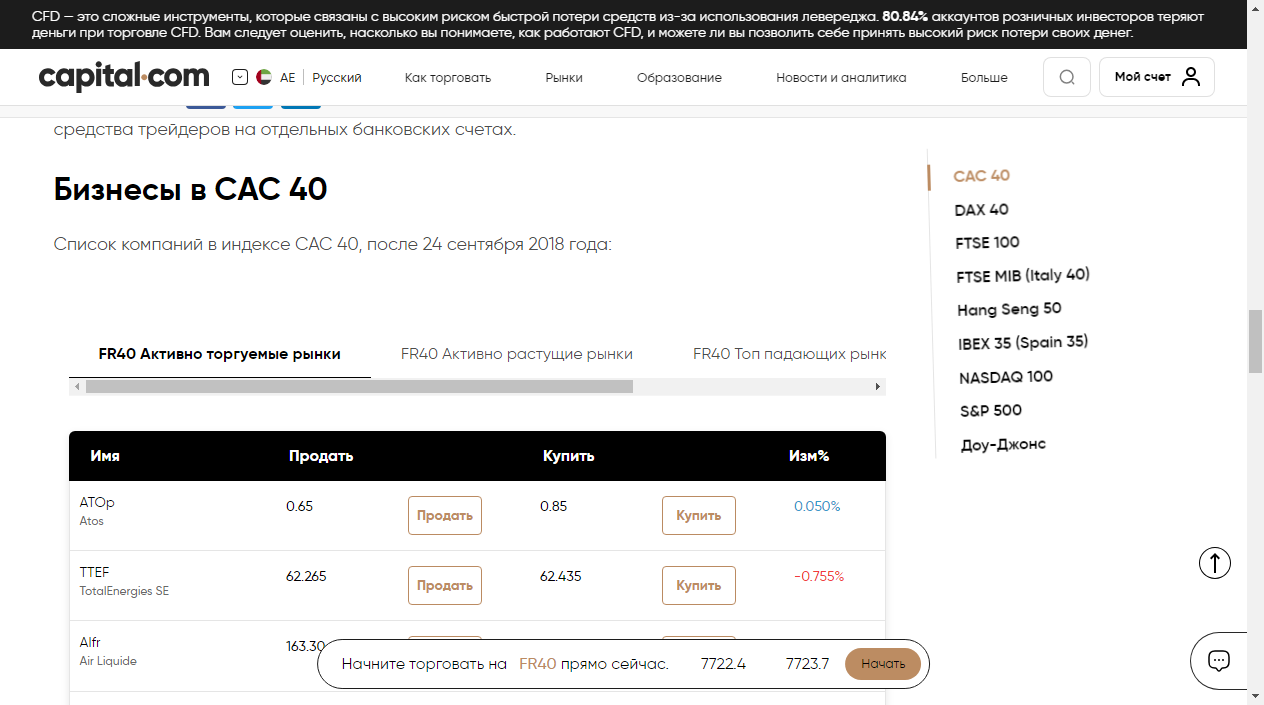 CFD — это сложные инструменты, которые связаны с высоким риском быстрой потери средств из-за использования левереджа. 80.84% аккаунтов розничных инвесторов теряют
деньги при торговле CFD. Вам следует оценить, насколько вы понимаете, как работают CFD, и можете ли вы позволить себе принять высокий риск потери своих денег.
capital.com AE Русский Как торговать Рынки Образование Новости и аналитика Больше Мой счет
средства трейдеров на отдельных банковских счетах.
Бизнесы в CAC 40
Список компаний в индексе CAC 40, после 24 сентября 2018 года:
FR40 Активно торгуемые рынки FR40 Активно растущие рынки FR40 Топ падающих рынк
Имя Продать Купить Изм%
ATOp 0.65 Продать 0.85 Купить 0.050%
Atos
TTEF 62.265 Продать 62.435 Купить -0.755%
TotalEnergies SE
AIfr 163.30
Air Liquide
Начните торговать на FR40 прямо сейчас. 7722.4 7723.7 Начать
CAC 40
DAX 40
FTSE 100
FTSE MIB (Italy 40)
Hang Seng 50
IBEX 35 (Spain 35)
NASDAQ 100
S&P 500
Доу-Джонс